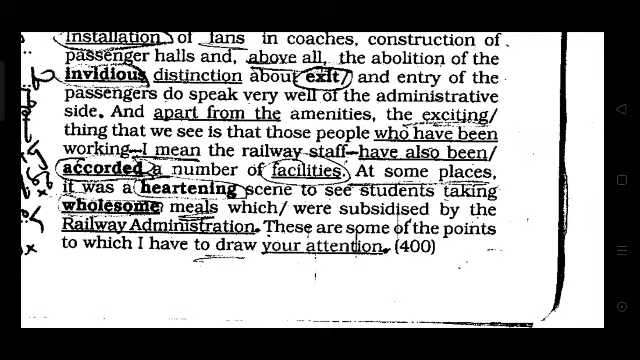 Installation of fans in coaches, construction of
passenger halls and, above all, the abolition of the
invidious distinction about exit/ and entry of the
passengers do speak very well of the administrative
side. And apart from the amenities, the exciting/
thing that we see is that those people who have been
working—I mean the railway staff—have also been/
accorded a number of facilities. At some places,
it was a heartening scene to see students taking
wholesome meals which/ were subsidised by the
Railway Administration. These are some of the points
to which I have to draw your attention. (400)